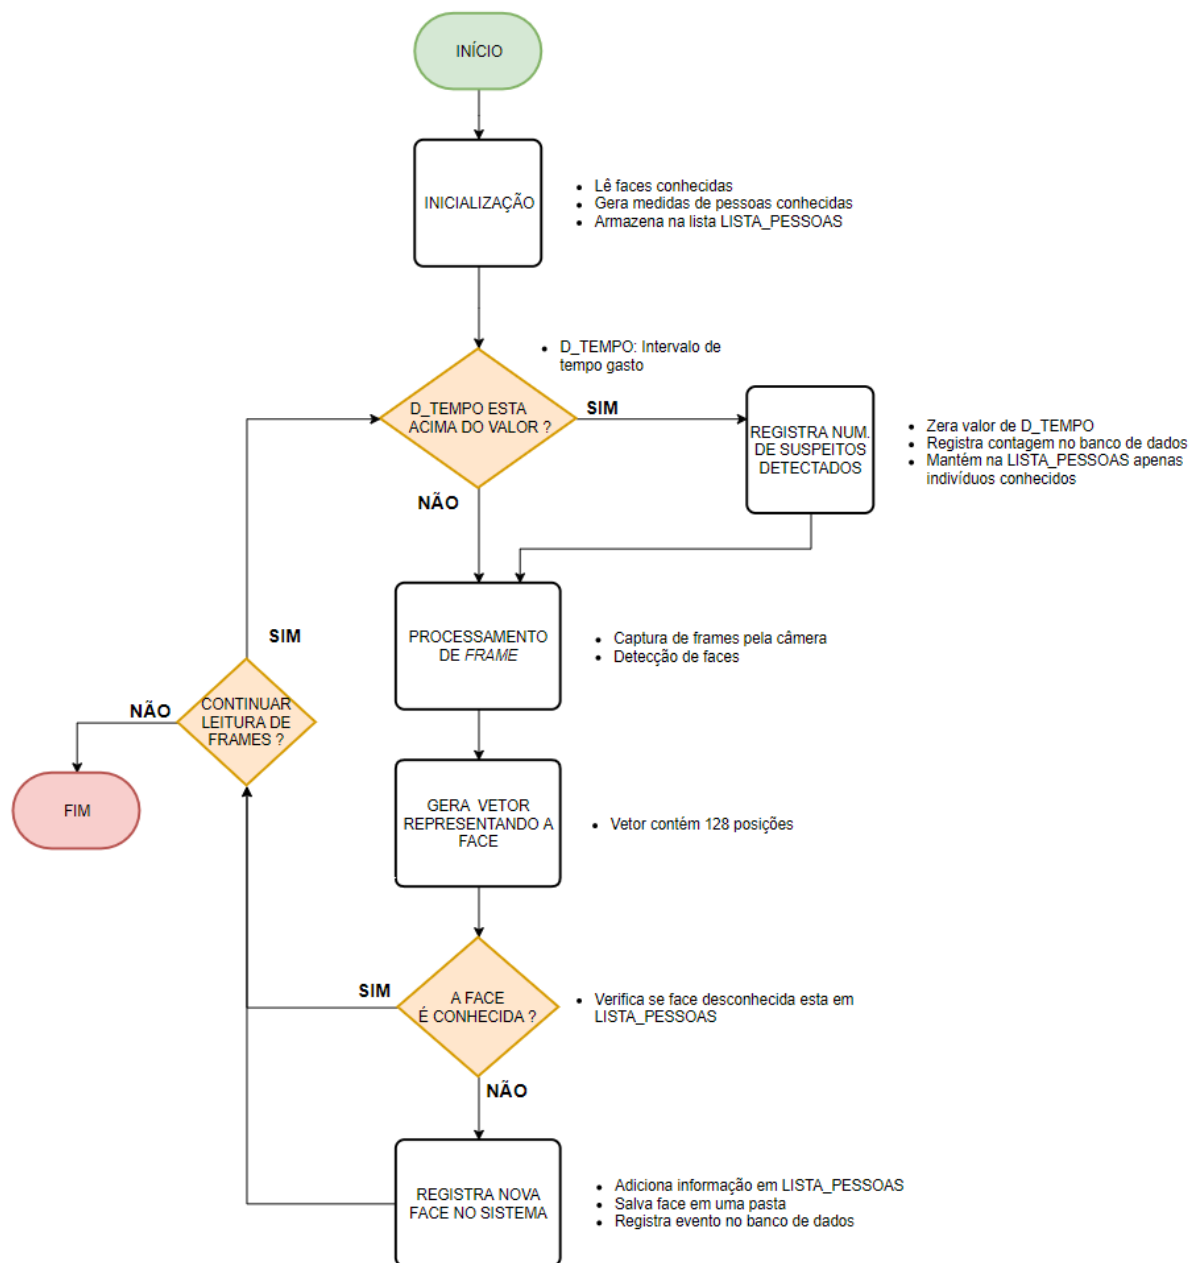 INÍCIO
INICIALIZAÇÃO
• Lê faces conhecidas
• Gera medidas de pessoas conhecidas
• Armazena na lista LISTA_PESSOAS
• D_TEMPO: Intervalo de
tempo gasto
D_TEMPO ESTA
ACIMA DO VALOR ?
SIM
REGISTRA NUM.
DE SUSPEITOS
DETECTADOS
• Zera valor de D_TEMPO
• Registra contagem no banco de dados
• Mantém na LISTA_PESSOAS apenas
indivíduos conhecidos
NÃO
PROCESSAMENTO
DE FRAME
• Captura de frames pela câmera
• Detecção de faces
SIM
CONTINUAR
LEITURA DE
FRAMES ?
NÃO
FIM
GERA VETOR
REPRESENTANDO A
FACE
• Vetor contém 128 posições
A FACE
É CONHECIDA ?
SIM
• Verifica se face desconhecida esta em
LISTA_PESSOAS
NÃO
REGISTRA NOVA
FACE NO SISTEMA
• Adiciona informação em LISTA_PESSOAS
• Salva face em uma pasta
• Registra evento no banco de dados